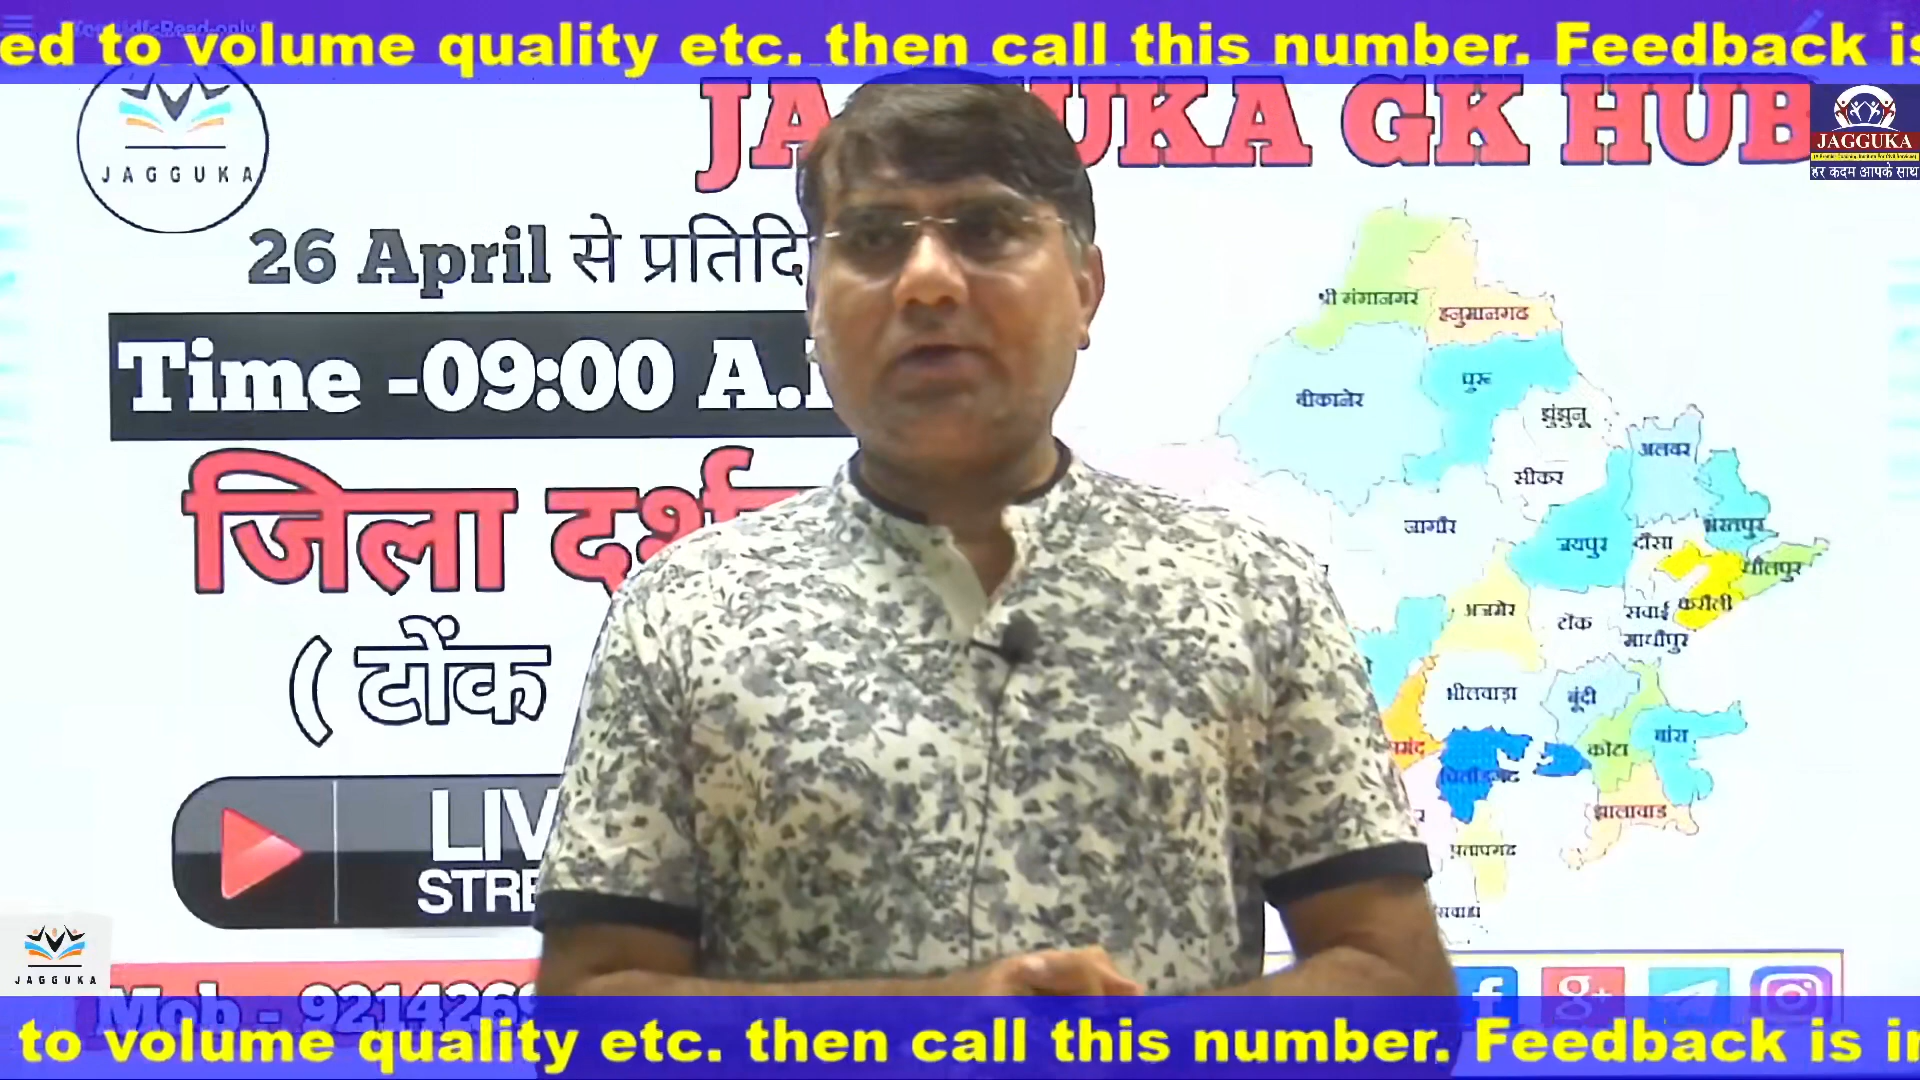 ed to volume quality etc. then call this number. Feedback is
JAGGUKA
UKA GK HUB
JAGGUKA
हर कदम आपके साथ
26 April से प्रतिदि
Time -09:00 A.
जिला दर्श
( टोंक
LIV
STRE
श्री गंगानगर
हनुमानगढ
चुरू
बीकानेर
झुंझुनू
अलवर
सीकर
नागौर
भरतपुर
जयपुर
दौसा
धौलपुर
करौली
अजमेर
टोंक
सवाई
माधौपुर
भीलवाड़ा
बूंदी
कोटा
बांरा
चितौड़गढ
झालावाड
प्रतापगढ
JAGGUKA
Mob - 921426
to volume quality etc. then call this number. Feedback is i